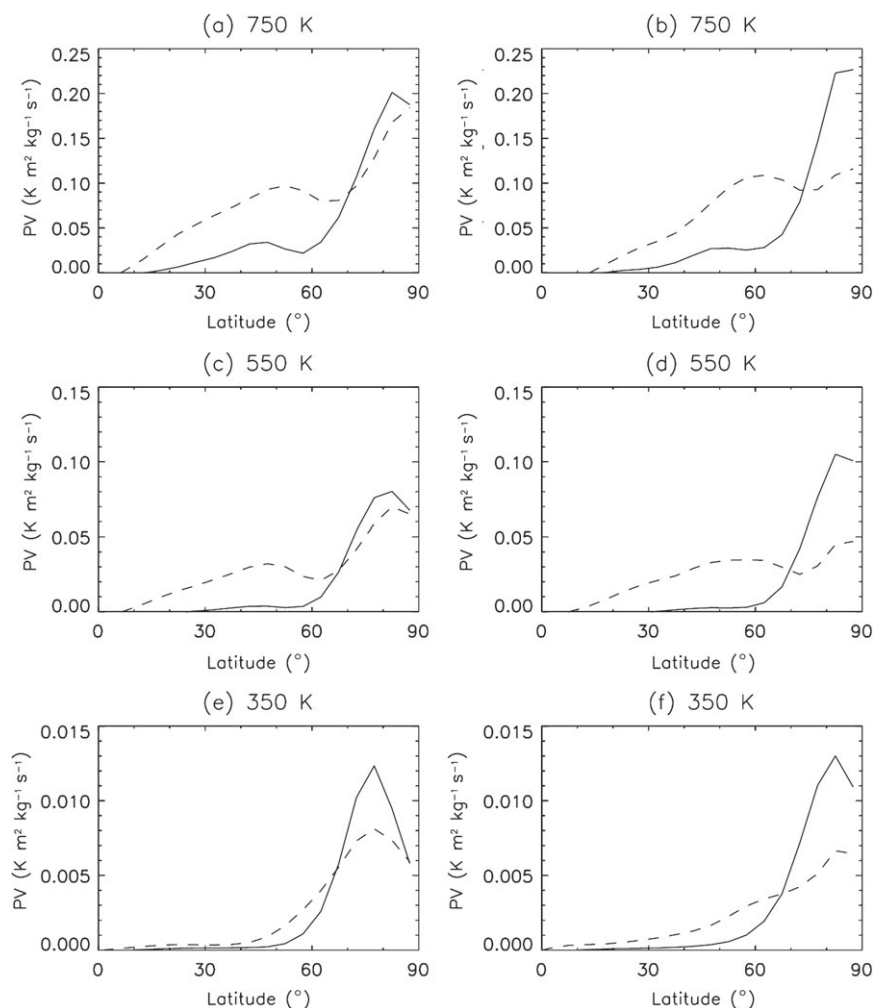 (a) 750 K
(b) 750 K
PV (K m² kg⁻¹ s⁻¹)
0.25
0.20
0.15
0.10
0.05
0.00
0 30 60 90
Latitude (°)
PV (K m² kg⁻¹ s⁻¹)
0.25
0.20
0.15
0.10
0.05
0.00
0 30 60 90
Latitude (°)
(c) 550 K
(d) 550 K
PV (K m² kg⁻¹ s⁻¹)
0.15
0.10
0.05
0.00
0 30 60 90
Latitude (°)
PV (K m² kg⁻¹ s⁻¹)
0.15
0.10
0.05
0.00
0 30 60 90
Latitude (°)
(e) 350 K
(f) 350 K
PV (K m² kg⁻¹ s⁻¹)
0.015
0.010
0.005
0.000
0 30 60 90
Latitude (°)
PV (K m² kg⁻¹ s⁻¹)
0.015
0.010
0.005
0.000
0 30 60 90
Latitude (°)